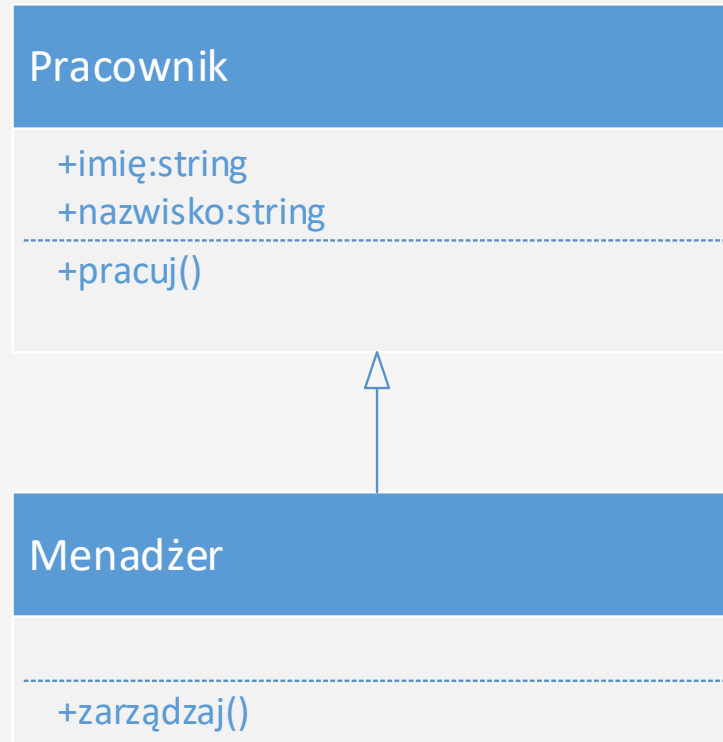 Pracownik
+imię:string
+nazwisko:string
+pracuj()
Menadżer
+zarządzaj()